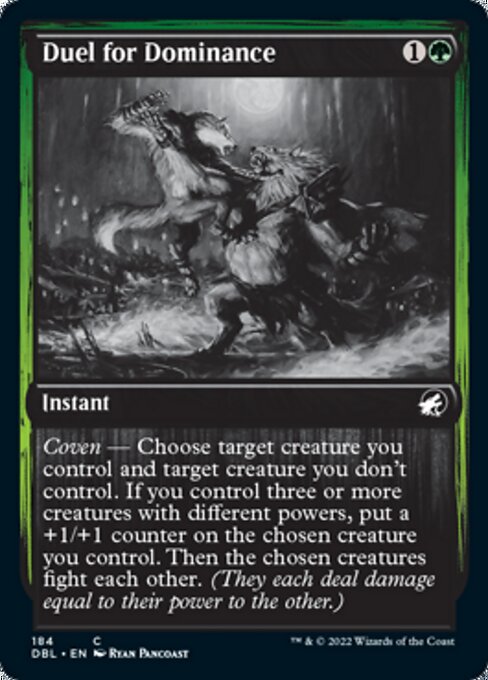 Duel for Dominance 1
Instant
Coven — Choose target creature you
control and target creature you don't
control. If you control three or more
creatures with different powers, put a
+1/+1 counter on the chosen creature
you control. Then the chosen creatures
fight each other. (They each deal damage
equal to their power to the other.)
184 C
DBL • EN Ryan Pancoast
™ & © 2022 Wizards of the Coast